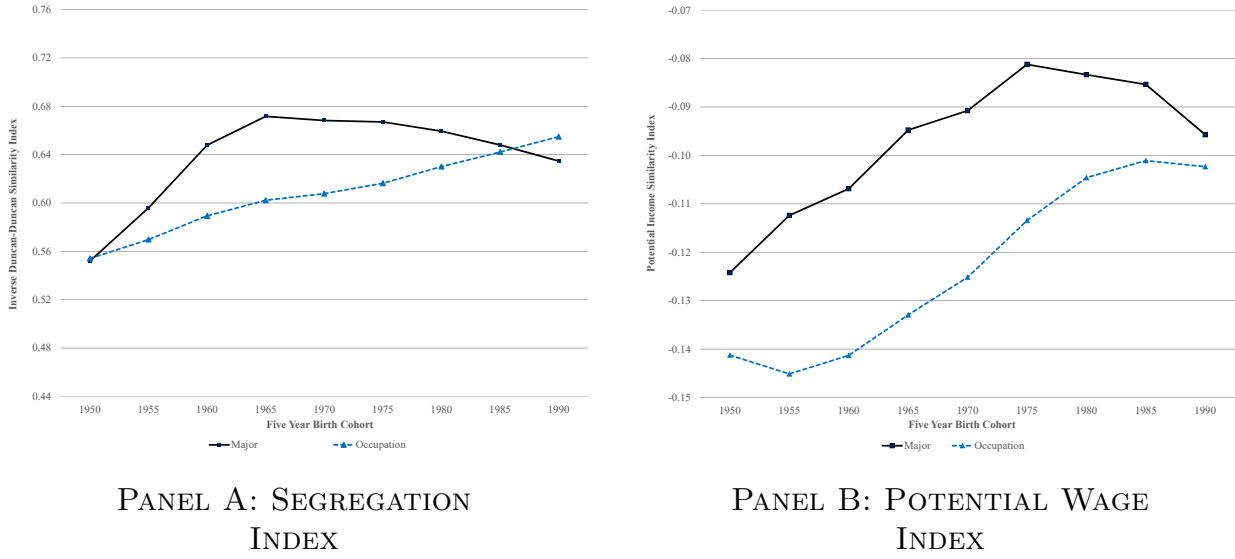 0.76
0.72
0.68
0.64
0.60
0.56
0.52
0.48
0.44
Inverse Duncan-Duncan Similarity Index
1950 1955 1960 1965 1970 1975 1980 1985 1990
Five Year Birth Cohort
Major Occupation
PANEL A: SEGREGATION
INDEX
-0.07
-0.08
-0.09
-0.10
-0.11
-0.12
-0.13
-0.14
-0.15
Potential Income Similarity Index
1950 1955 1960 1965 1970 1975 1980 1985 1990
Five Year Birth Cohort
Major Occupation
PANEL B: POTENTIAL WAGE
INDEX